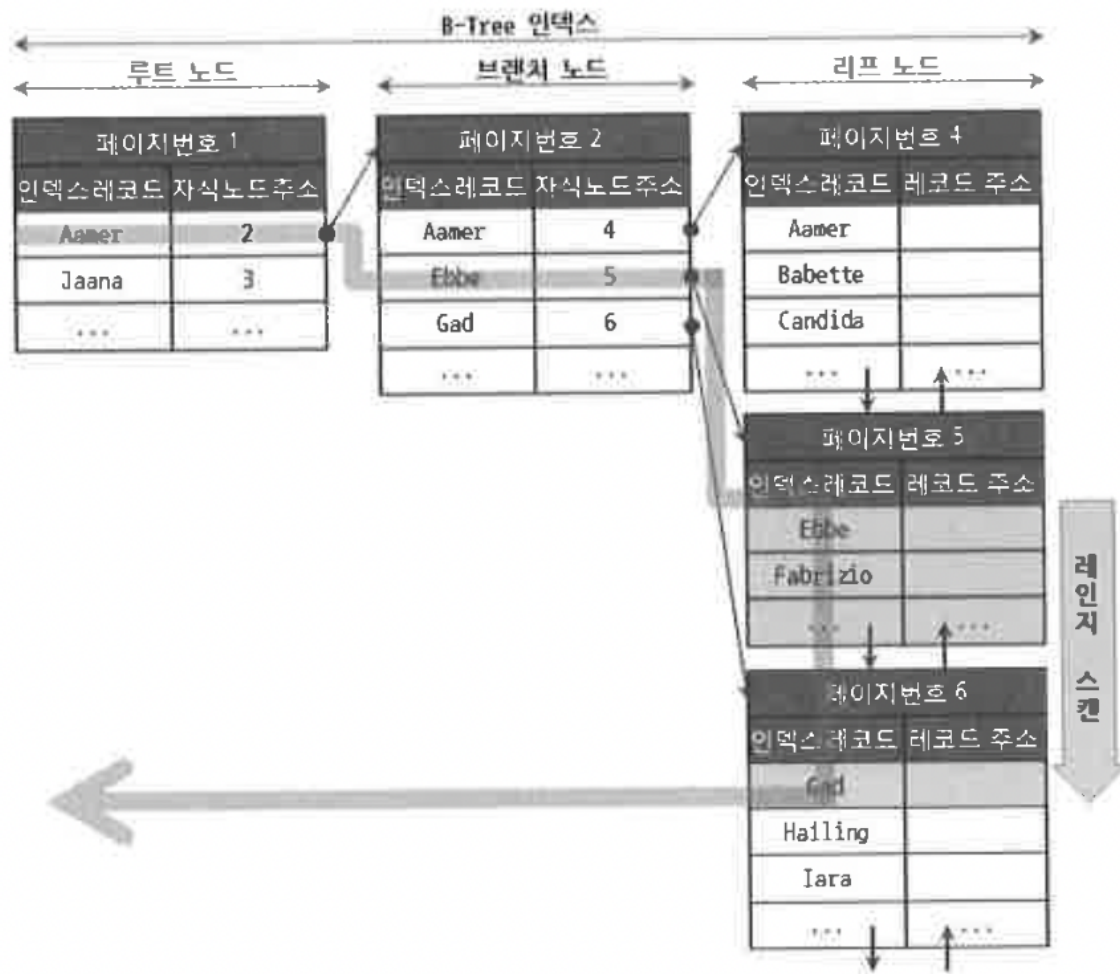 B-Tree 인덱스
루트 노드
브랜치 노드
리프 노드
페이지번호 1
인덱스레코드 자식노드주소
Aamer 2
Jaana 3
... ...
페이지번호 2
인덱스레코드 자식노드주소
Aamer 4
Ebbe 5
Gad 6
... ...
페이지번호 4
인덱스레코드 레코드 주소
Aamer
Babette
Candida
... ...
페이지번호 5
인덱스레코드 레코드 주소
Ebbe
Fabrizio
... ...
페이지번호 6
인덱스레코드 레코드 주소
Gad
Hailing
Iara
... ...
레인지 스캔